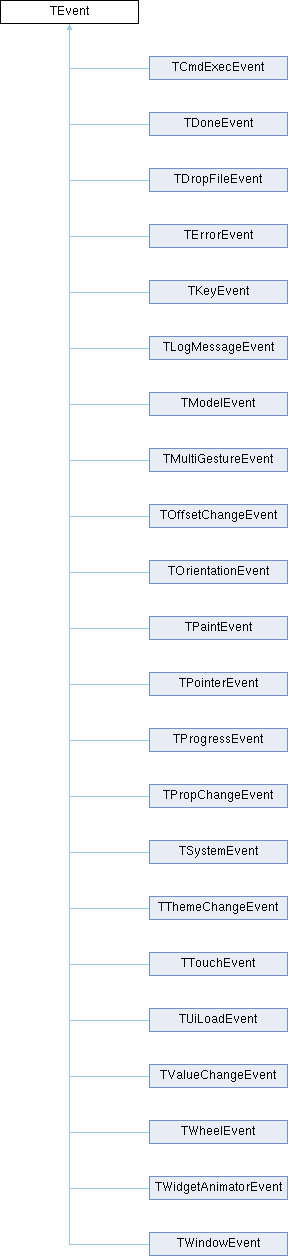 TEvent
TCmdExecEvent
TDoneEvent
TDropFileEvent
TErrorEvent
TKeyEvent
TLogMessageEvent
TModelEvent
TMultiGestureEvent
TOffsetChangeEvent
TOrientationEvent
TPaintEvent
TPointerEvent
TProgressEvent
TPropChangeEvent
TSystemEvent
TThemeChangeEvent
TTouchEvent
TUiLoadEvent
TValueChangeEvent
TWheelEvent
TWidgetAnimatorEvent
TWindowEvent